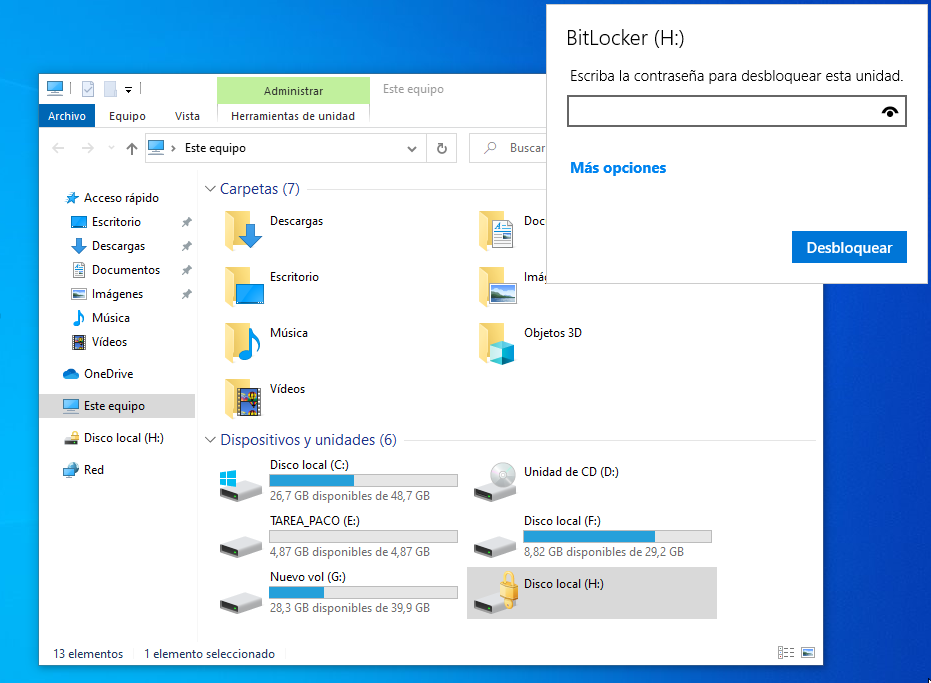 Administrar
Este equipo
Archivo
Equipo
Vista
Herramientas de unidad
Este equipo
Buscar
Acceso rápido
Escritorio
Descargas
Documentos
Imágenes
Música
Vídeos
OneDrive
Este equipo
Disco local (H:)
Red
Carpetas (7)
Descargas
Doc
Escritorio
Imá
Música
Objetos 3D
Vídeos
Dispositivos y unidades (6)
Disco local (C:)
26,7 GB disponibles de 48,7 GB
Unidad de CD (D:)
TAREA_PACO (E:)
4,87 GB disponibles de 4,87 GB
Disco local (F:)
8,82 GB disponibles de 29,2 GB
Nuevo vol (G:)
28,3 GB disponibles de 39,9 GB
Disco local (H:)
13 elementos
1 elemento seleccionado
BitLocker (H:)
Escriba la contraseña para desbloquear esta unidad.
Más opciones
Desbloquear